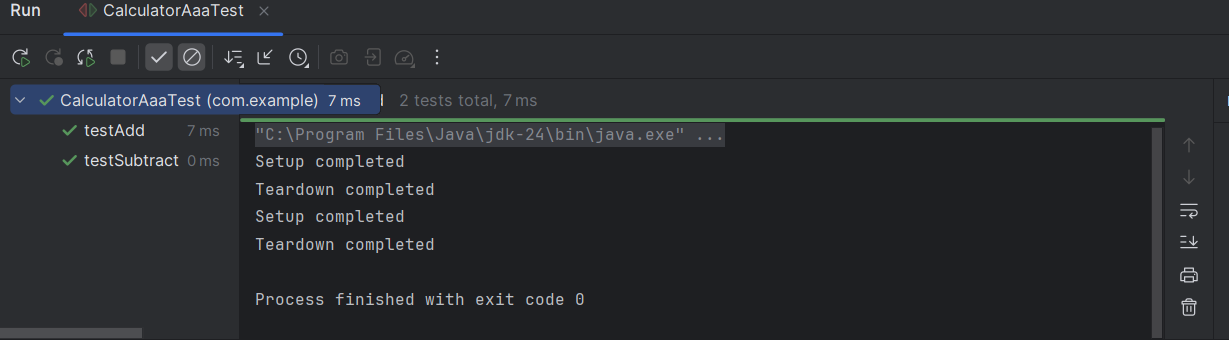 Run CalculatorAaaTest
CalculatorAaaTest (com.example) 7 ms 2 tests total, 7 ms
testAdd 7 ms
testSubtract 0 ms
"C:\Program Files\Java\jdk-24\bin\java.exe" ...
Setup completed
Teardown completed
Setup completed
Teardown completed
Process finished with exit code 0